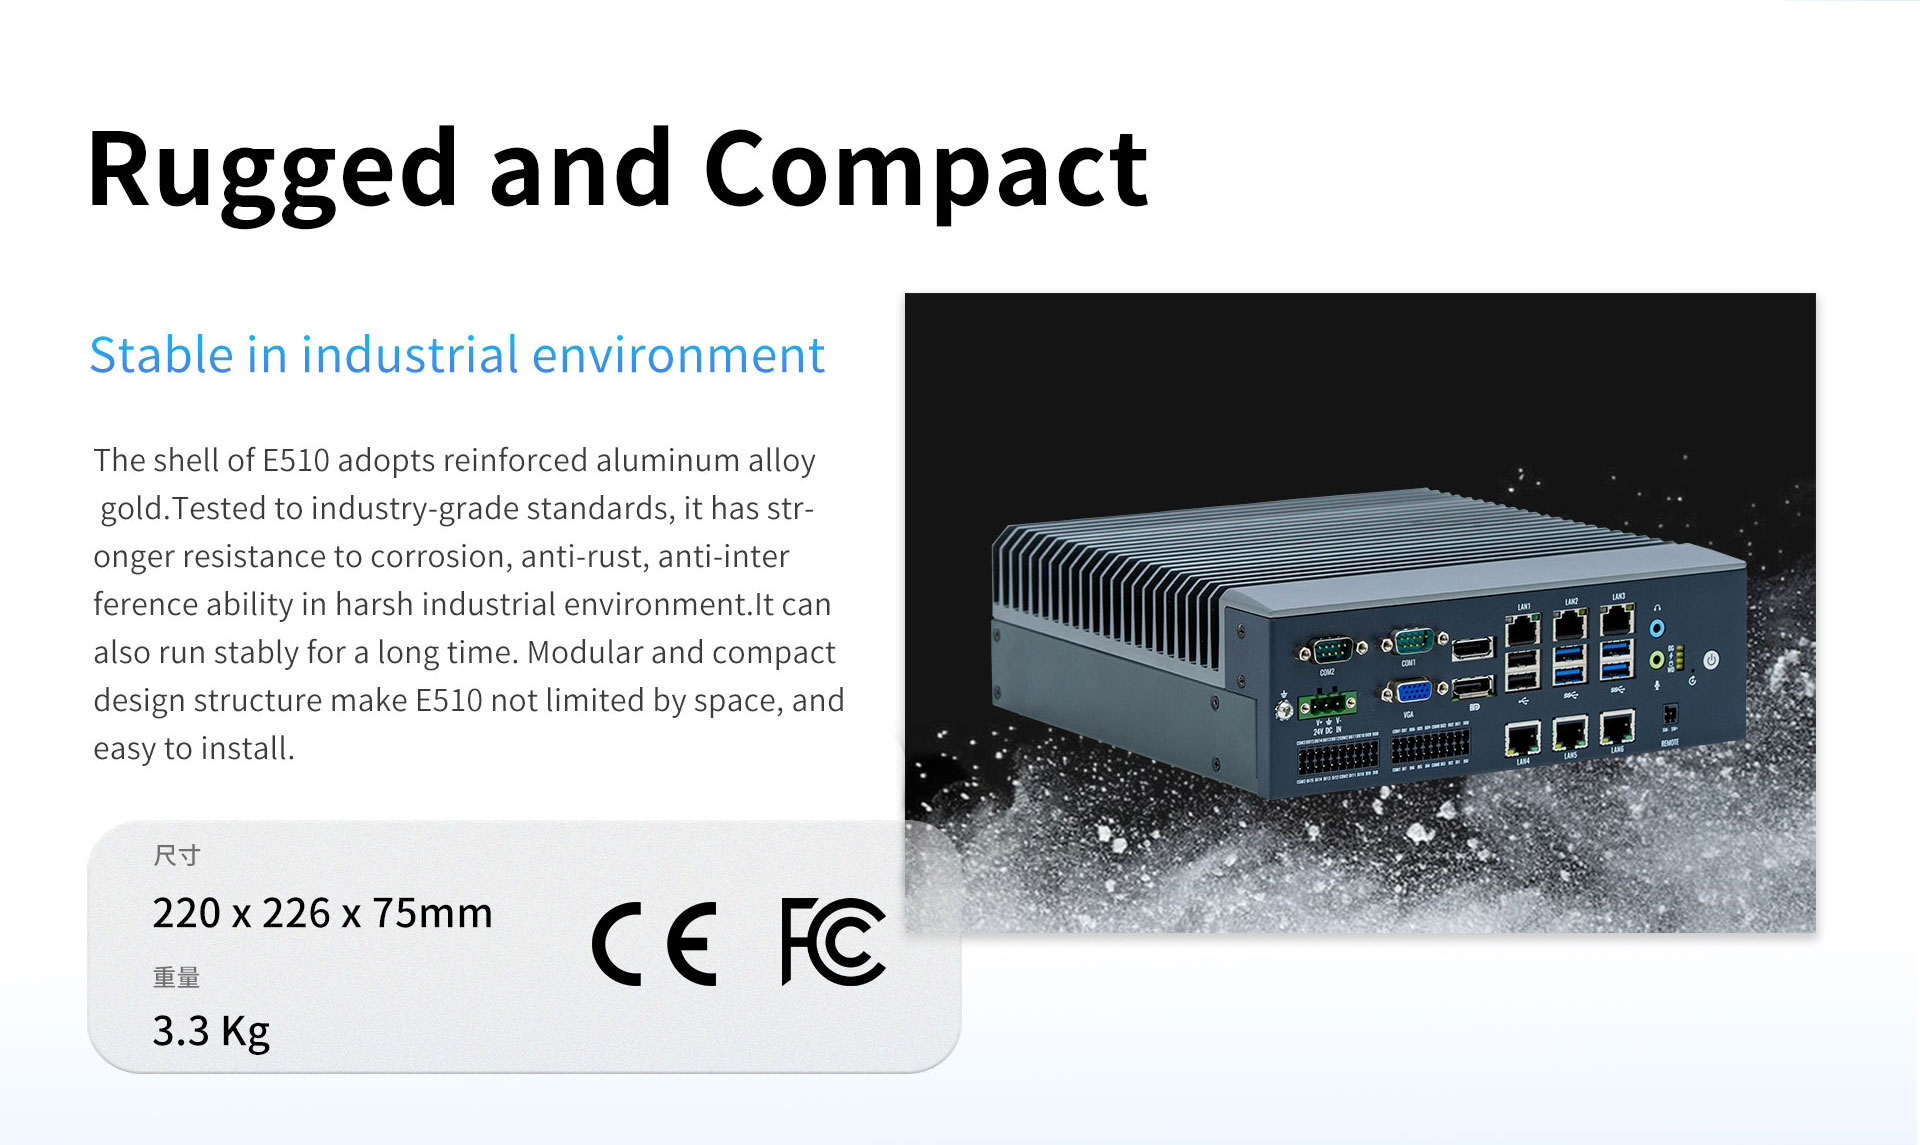 Rugged and Compact
Stable in industrial environment
The shell of E510 adopts reinforced aluminum alloy
gold.Tested to industry-grade standards, it has str-
onger resistance to corrosion, anti-rust, anti-inter
ference ability in harsh industrial environment.It can
also run stably for a long time. Modular and compact
design structure make E510 not limited by space, and
easy to install.
尺寸
220 x 226 x 75mm
重量
3.3 Kg
CE FC
LAN1 LAN2 LAN3
COM2 COM1
VGA
V+ V-
24V DC IN
LAN4 LAN5 LAN6
REMOTE